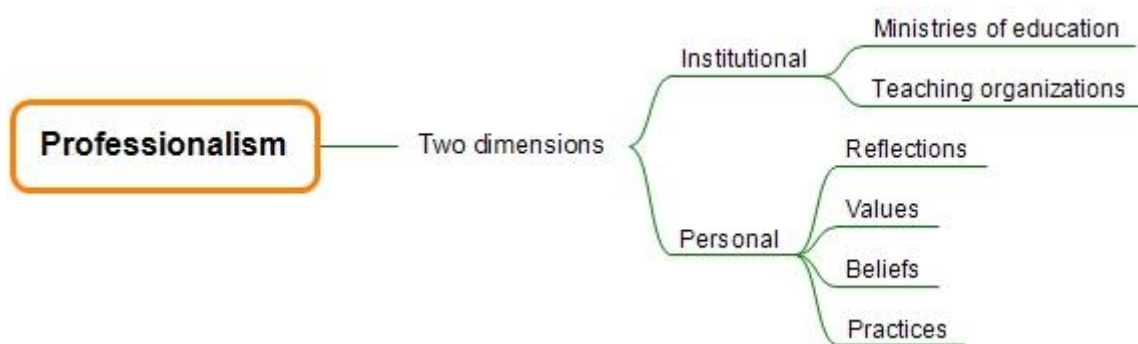 Professionalism
Two dimensions
Institutional
Ministries of education
Teaching organizations
Personal
Reflections
Values
Beliefs
Practices